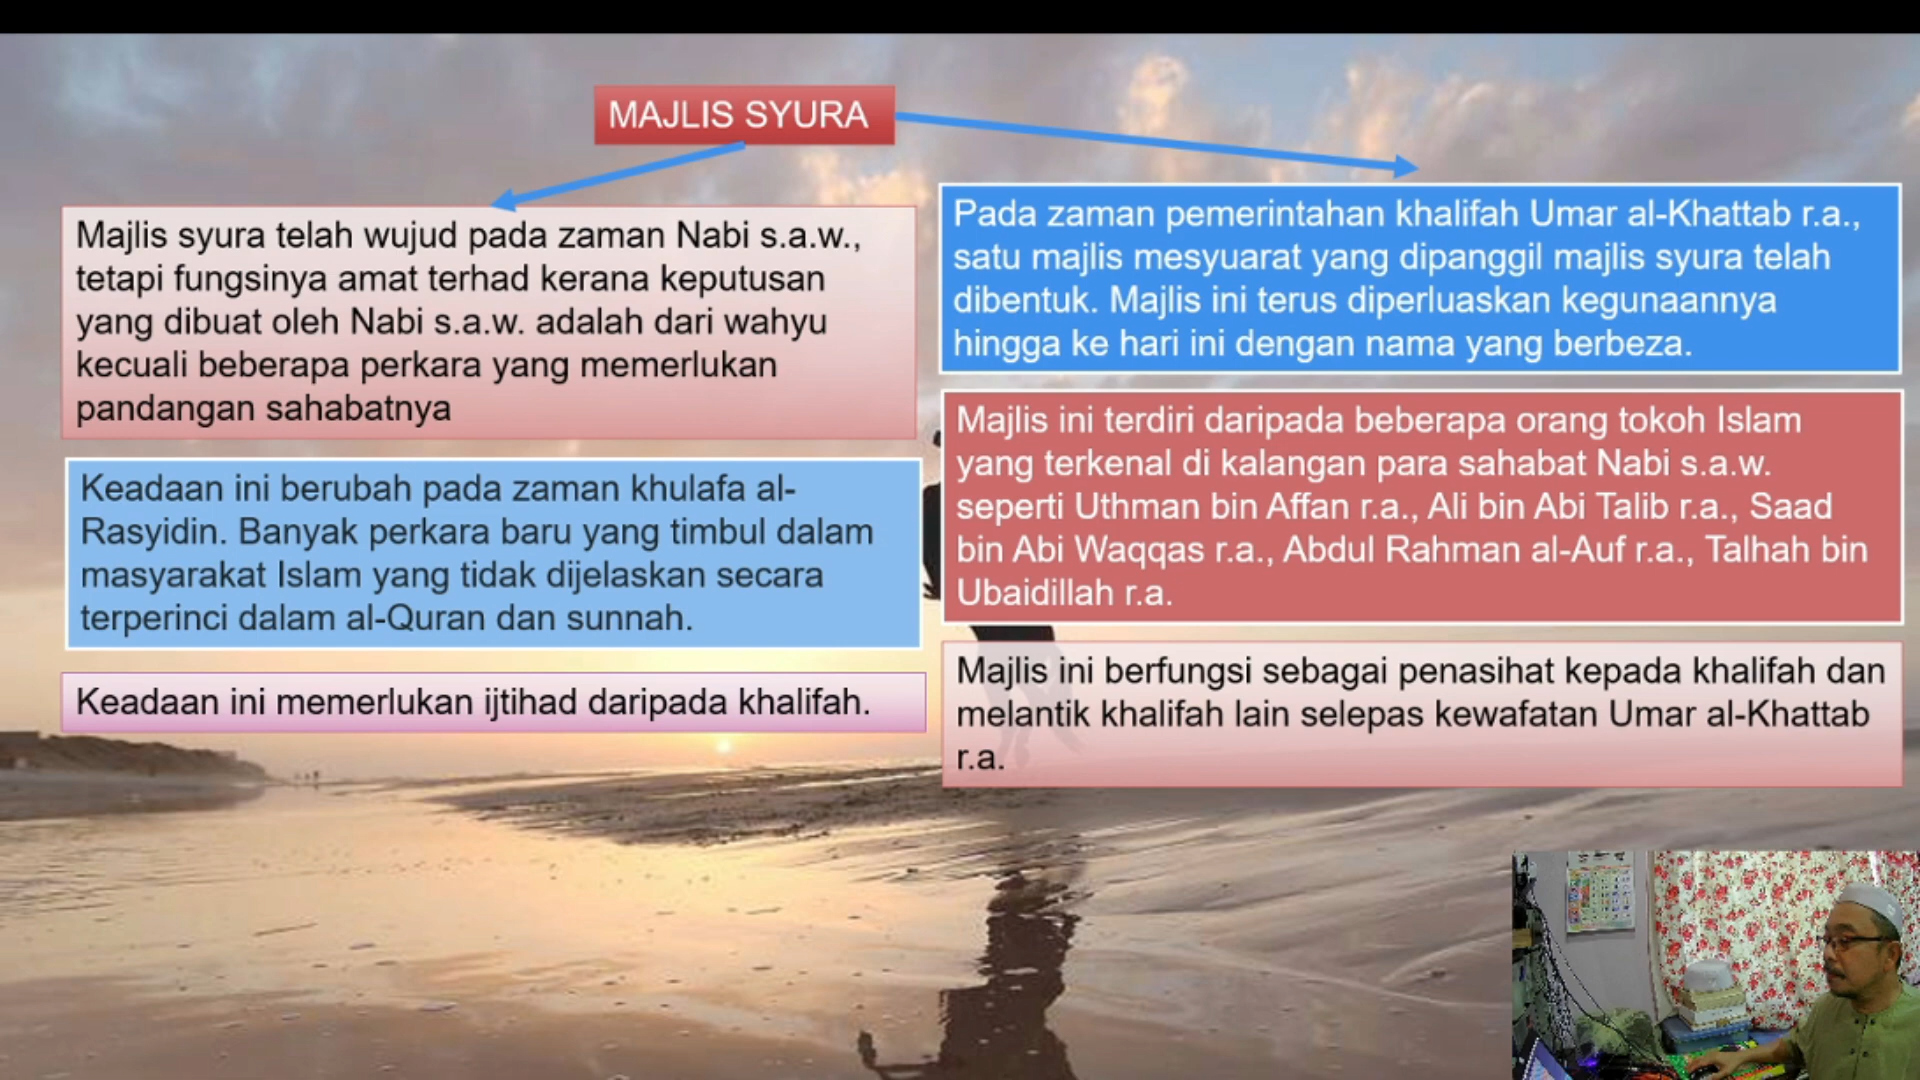 MAJLIS SYURA
Majlis syura telah wujud pada zaman Nabi s.a.w.,
tetapi fungsinya amat terhad kerana keputusan
yang dibuat oleh Nabi s.a.w. adalah dari wahyu
kecuali beberapa perkara yang memerlukan
pandangan sahabatnya
Keadaan ini berubah pada zaman khulafa al-
Rasyidin. Banyak perkara baru yang timbul dalam
masyarakat Islam yang tidak dijelaskan secara
terperinci dalam al-Quran dan sunnah.
Keadaan ini memerlukan ijtihad daripada khalifah.
Pada zaman pemerintahan khalifah Umar al-Khattab r.a.,
satu majlis mesyuarat yang dipanggil majlis syura telah
dibentuk. Majlis ini terus diperluaskan kegunaannya
hingga ke hari ini dengan nama yang berbeza.
Majlis ini terdiri daripada beberapa orang tokoh Islam
yang terkenal di kalangan para sahabat Nabi s.a.w.
seperti Uthman bin Affan r.a., Ali bin Abi Talib r.a., Saad
bin Abi Waqqas r.a., Abdul Rahman al-Auf r.a., Talhah bin
Ubaidillah r.a.
Majlis ini berfungsi sebagai penasihat kepada khalifah dan
melantik khalifah lain selepas kewafatan Umar al-Khattab
r.a.